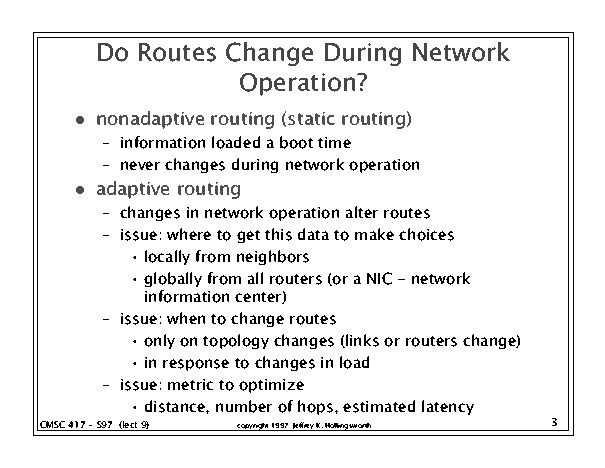 Do Routes Change During Network
Operation?
● nonadaptive routing (static routing)
– information loaded a boot time
– never changes during network operation
● adaptive routing
– changes in network operation alter routes
– issue: where to get this data to make choices
• locally from neighbors
• globally from all routers (or a NIC – network
information center)
– issue: when to change routes
• only on topology changes (links or routers change)
• in response to changes in load
– issue: metric to optimize
• distance, number of hops, estimated latency
CMSC 417 - S97 (lect 9)
copyright 1997 Jeffrey K. Hollingsworth
3